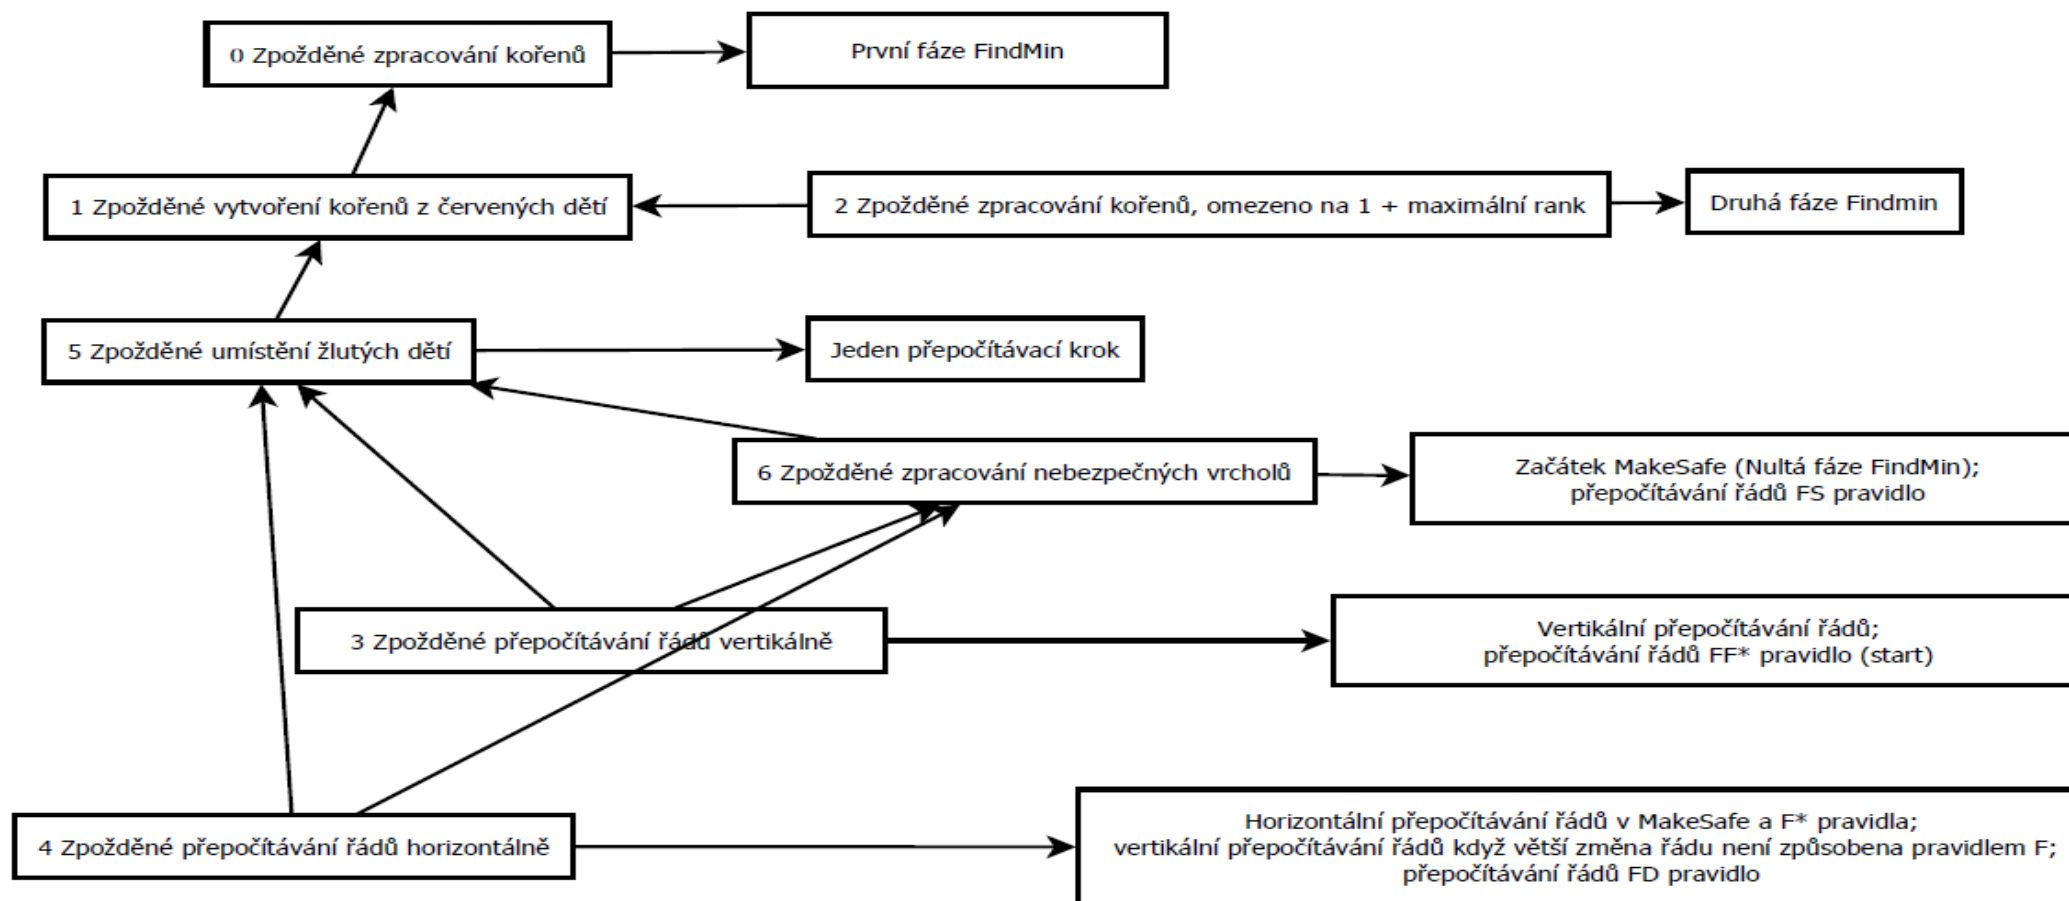 0 Zpožděné zpracování kořenů
První fáze FindMin
1 Zpožděné vytvoření kořenů z červených dětí
2 Zpožděné zpracování kořenů, omezeno na 1 + maximální rank
Druhá fáze Findmin
5 Zpožděné umístění žlutých dětí
Jeden přepočítávací krok
6 Zpožděné zpracování nebezpečných vrcholů
Začátek MakeSafe (Nultá fáze FindMin);
přepočítávání řádů FS pravidlo
3 Zpožděné přepočítávání řádů vertikálně
Vertikální přepočítávání řádů;
přepočítávání řádů FF* pravidlo (start)
4 Zpožděné přepočítávání řádů horizontálně
Horizontální přepočítávání řádů v MakeSafe a F* pravidla;
vertikální přepočítávání řádů když větší změna řádu není způsobena pravidlem F;
přepočítávání řádů FD pravidlo